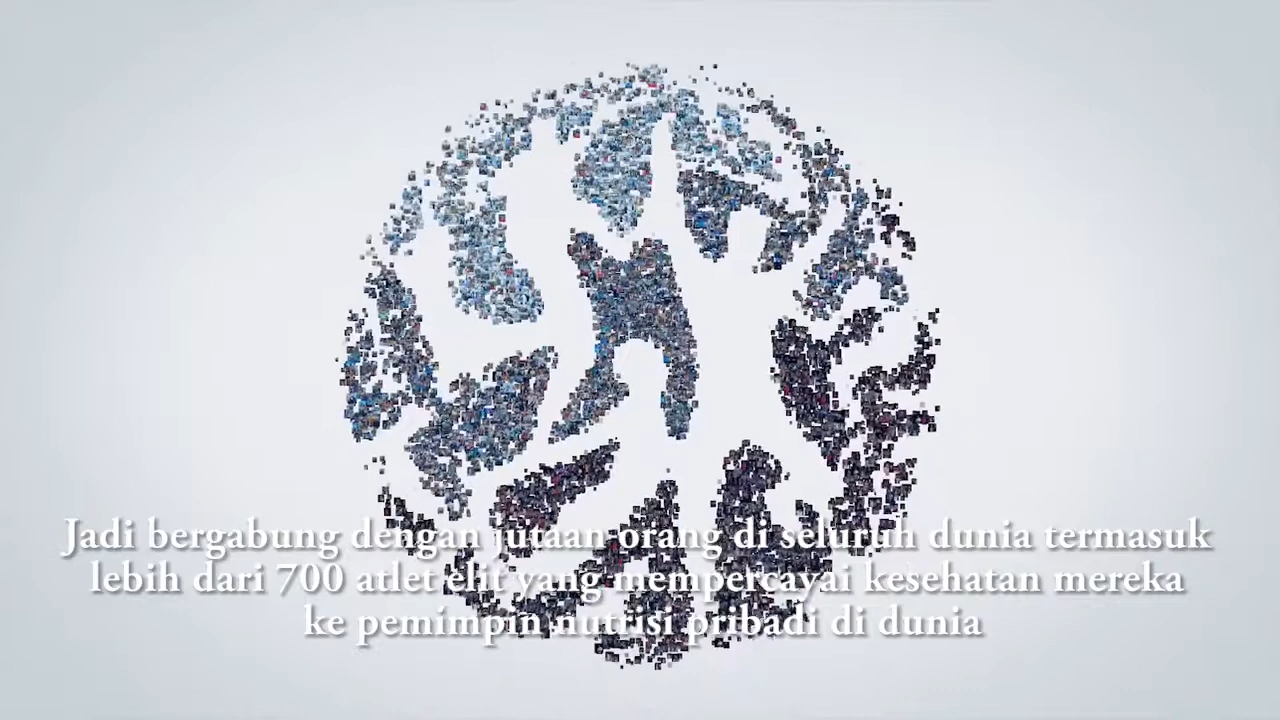 Jadi bergabung dengan jutaan orang di seluruh dunia termasuk
lebih dari 700 atlet elit yang mempercayai kesehatan mereka
ke pemimpin nutrisi pribadi di dunia